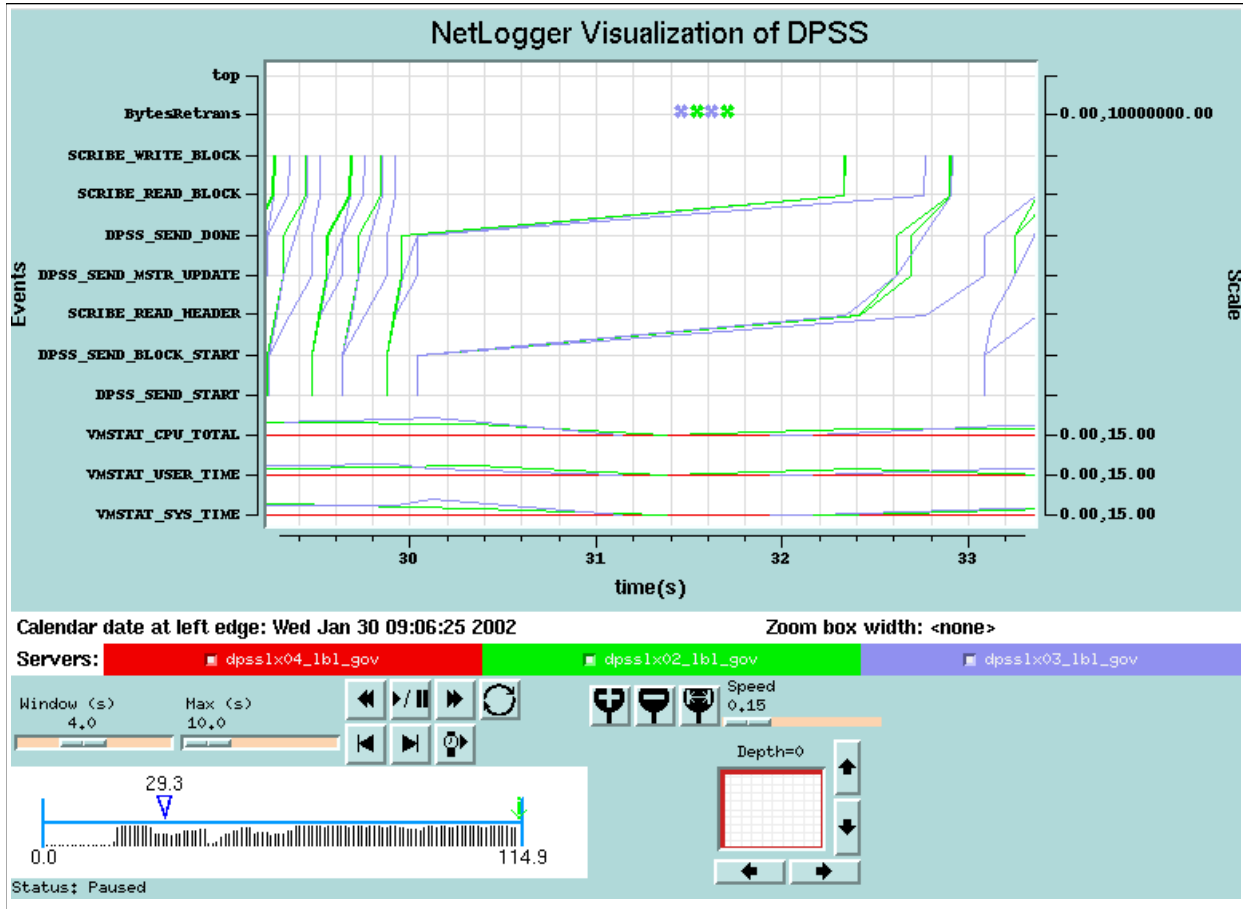 NetLogger Visualization of DPSS
top
BytesRetrans
0.00,10000000.00
SCRIBE_WRITE_BLOCK
SCRIBE_READ_BLOCK
DPSS_SEND_DONE
DPSS_SEND_MSTR_UPDATE
SCRIBE_READ_HEADER
DPSS_SEND_BLOCK_START
DPSS_SEND_START
VMSTAT_CPU_TOTAL
0.00,15.00
VMSTAT_USER_TIME
0.00,15.00
VMSTAT_SYS_TIME
0.00,15.00
Events
Scale
30 31 32 33
time(s)
Calendar date at left edge: Wed Jan 30 09:06:25 2002 Zoom box width: <none>
Servers: dpsslx04_lbl_gov dpsslx02_lbl_gov dpsslx03_lbl_gov
Window (s) Max (s) Speed
4.0 10.0 0.15
Depth=0
29.3
0.0 114.9
Status: Paused